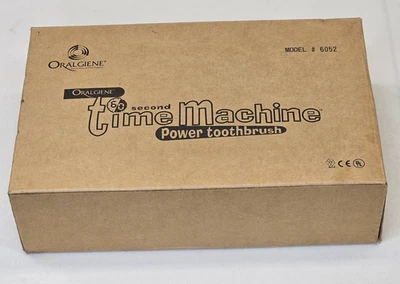 ORALGIENE
MODEL # 6052
ORALGIENE
60 second
time Machine
Power toothbrush
CE